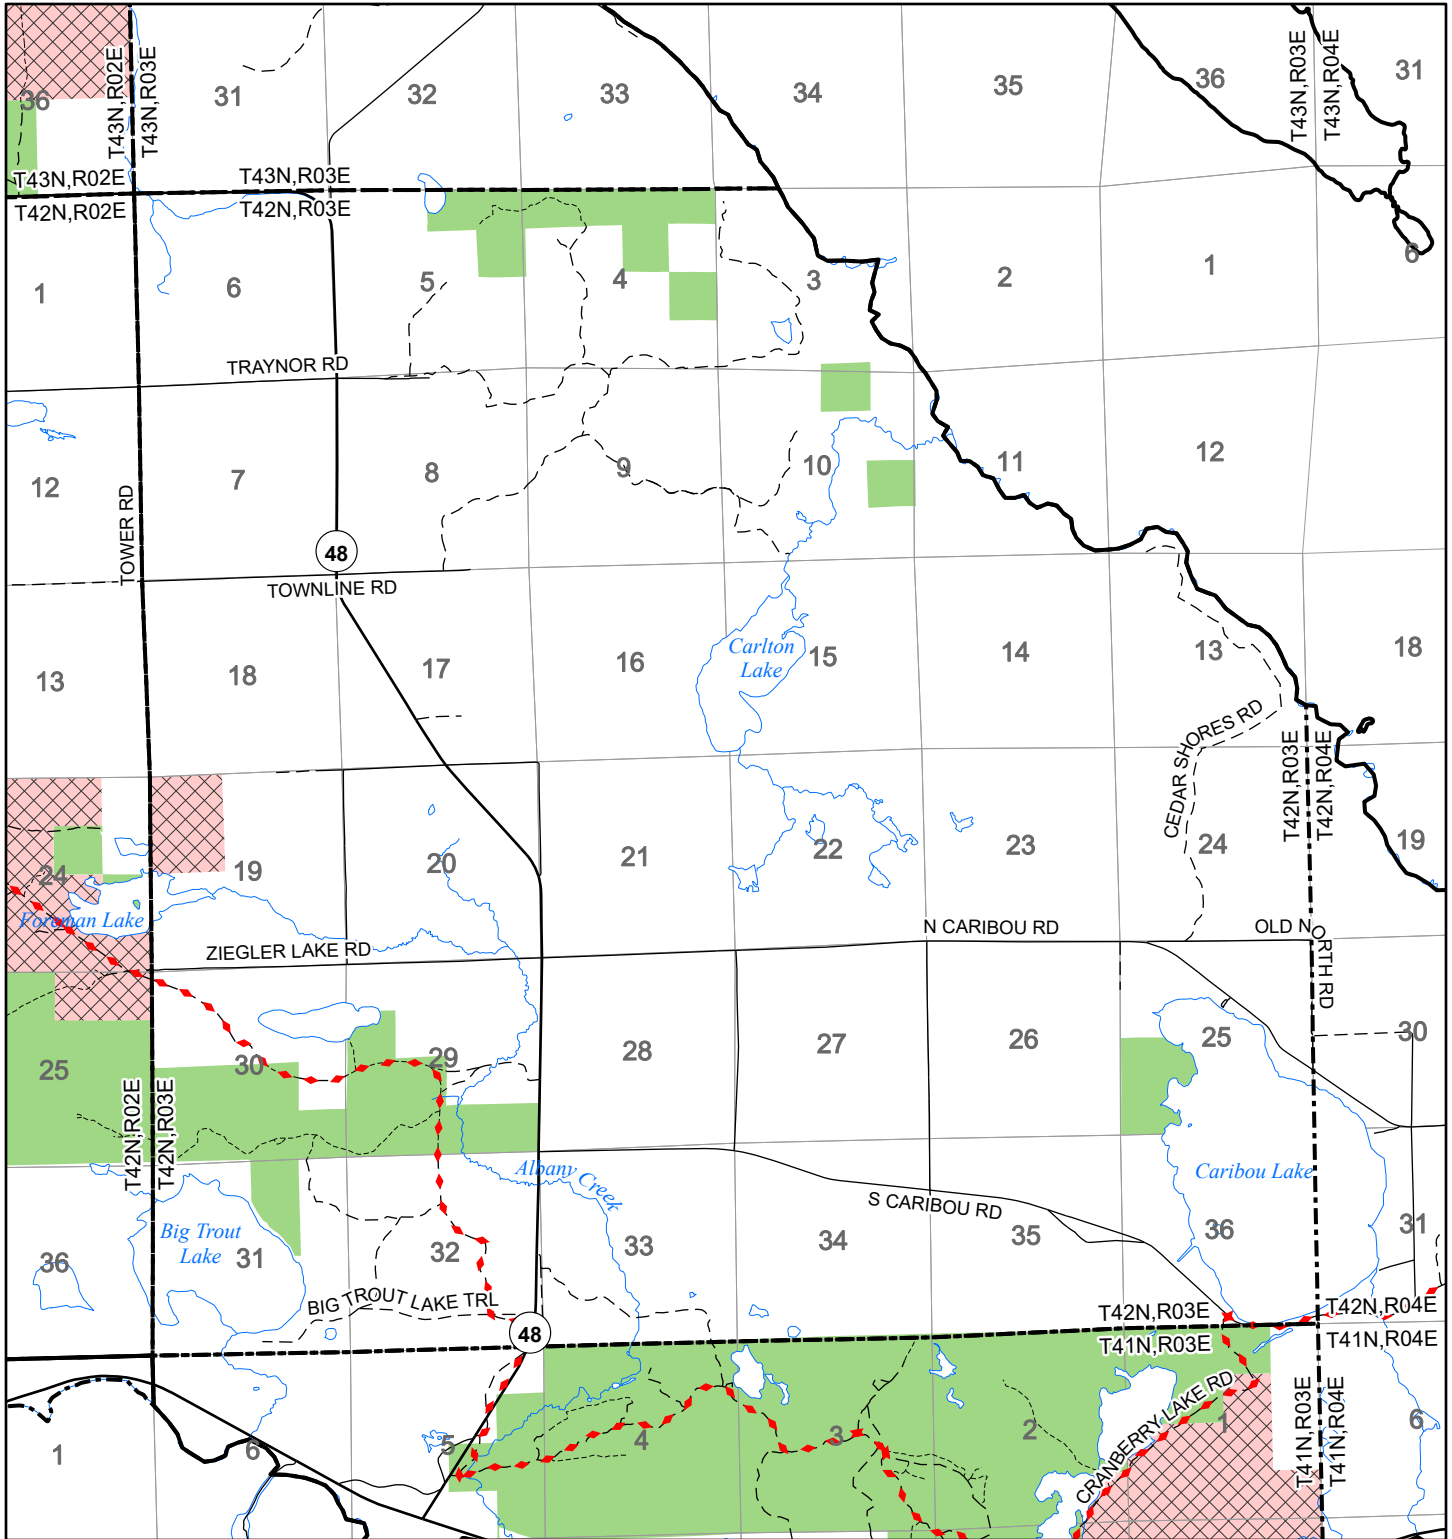 T43N,R02E
T43N,R03E
T43N,R03E
T43N,R04E
36
31
32
33
34
35
36
31
T43N,R02E
T43N,R03E
T42N,R02E
T42N,R03E
1
6
5
4
3
2
1
6
TRAYNOR RD
12
7
8
9
10
11
12
TOWER RD
48
TOWNLINE RD
13
18
17
16
Carlton
Lake
15
14
13
18
CEDAR SHORES RD
T42N,R03E
T42N,R04E
24
19
20
21
22
23
24
19
Foreman Lake
ZIEGLER LAKE RD
N CARIBOU RD
OLD NORTH RD
25
30
29
28
27
26
25
30
T42N,R02E
T42N,R03E
Albany Creek
Caribou Lake
S CARIBOU RD
36
Big Trout
Lake
31
32
33
34
35
36
31
BIG TROUT LAKE TRL
48
T42N,R03E
T42N,R04E
T41N,R03E
T41N,R04E
CRANBERRY LAKE RD
T41N,R03E
T41N,R04E
1
6
5
4
3
2
1
6